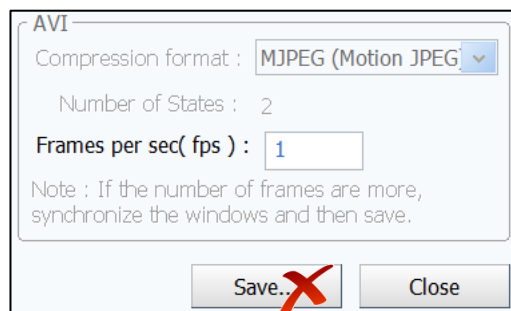 AVI
Compression format : MJPEG (Motion JPEG)
Number of States : 2
Frames per sec( fps ) : 1
Note : If the number of frames are more,
synchronize the windows and then save.
Save.. Close